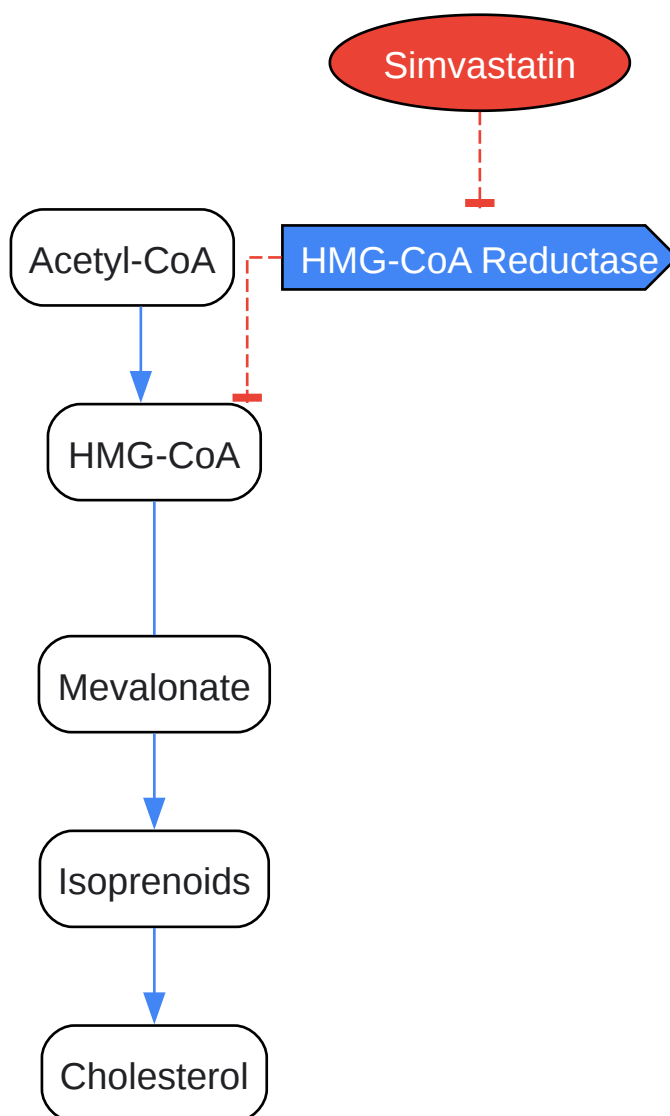 Simvastatin
HMG-CoA Reductase
Acetyl-CoA
HMG-CoA
Mevalonate
Isoprenoids
Cholesterol